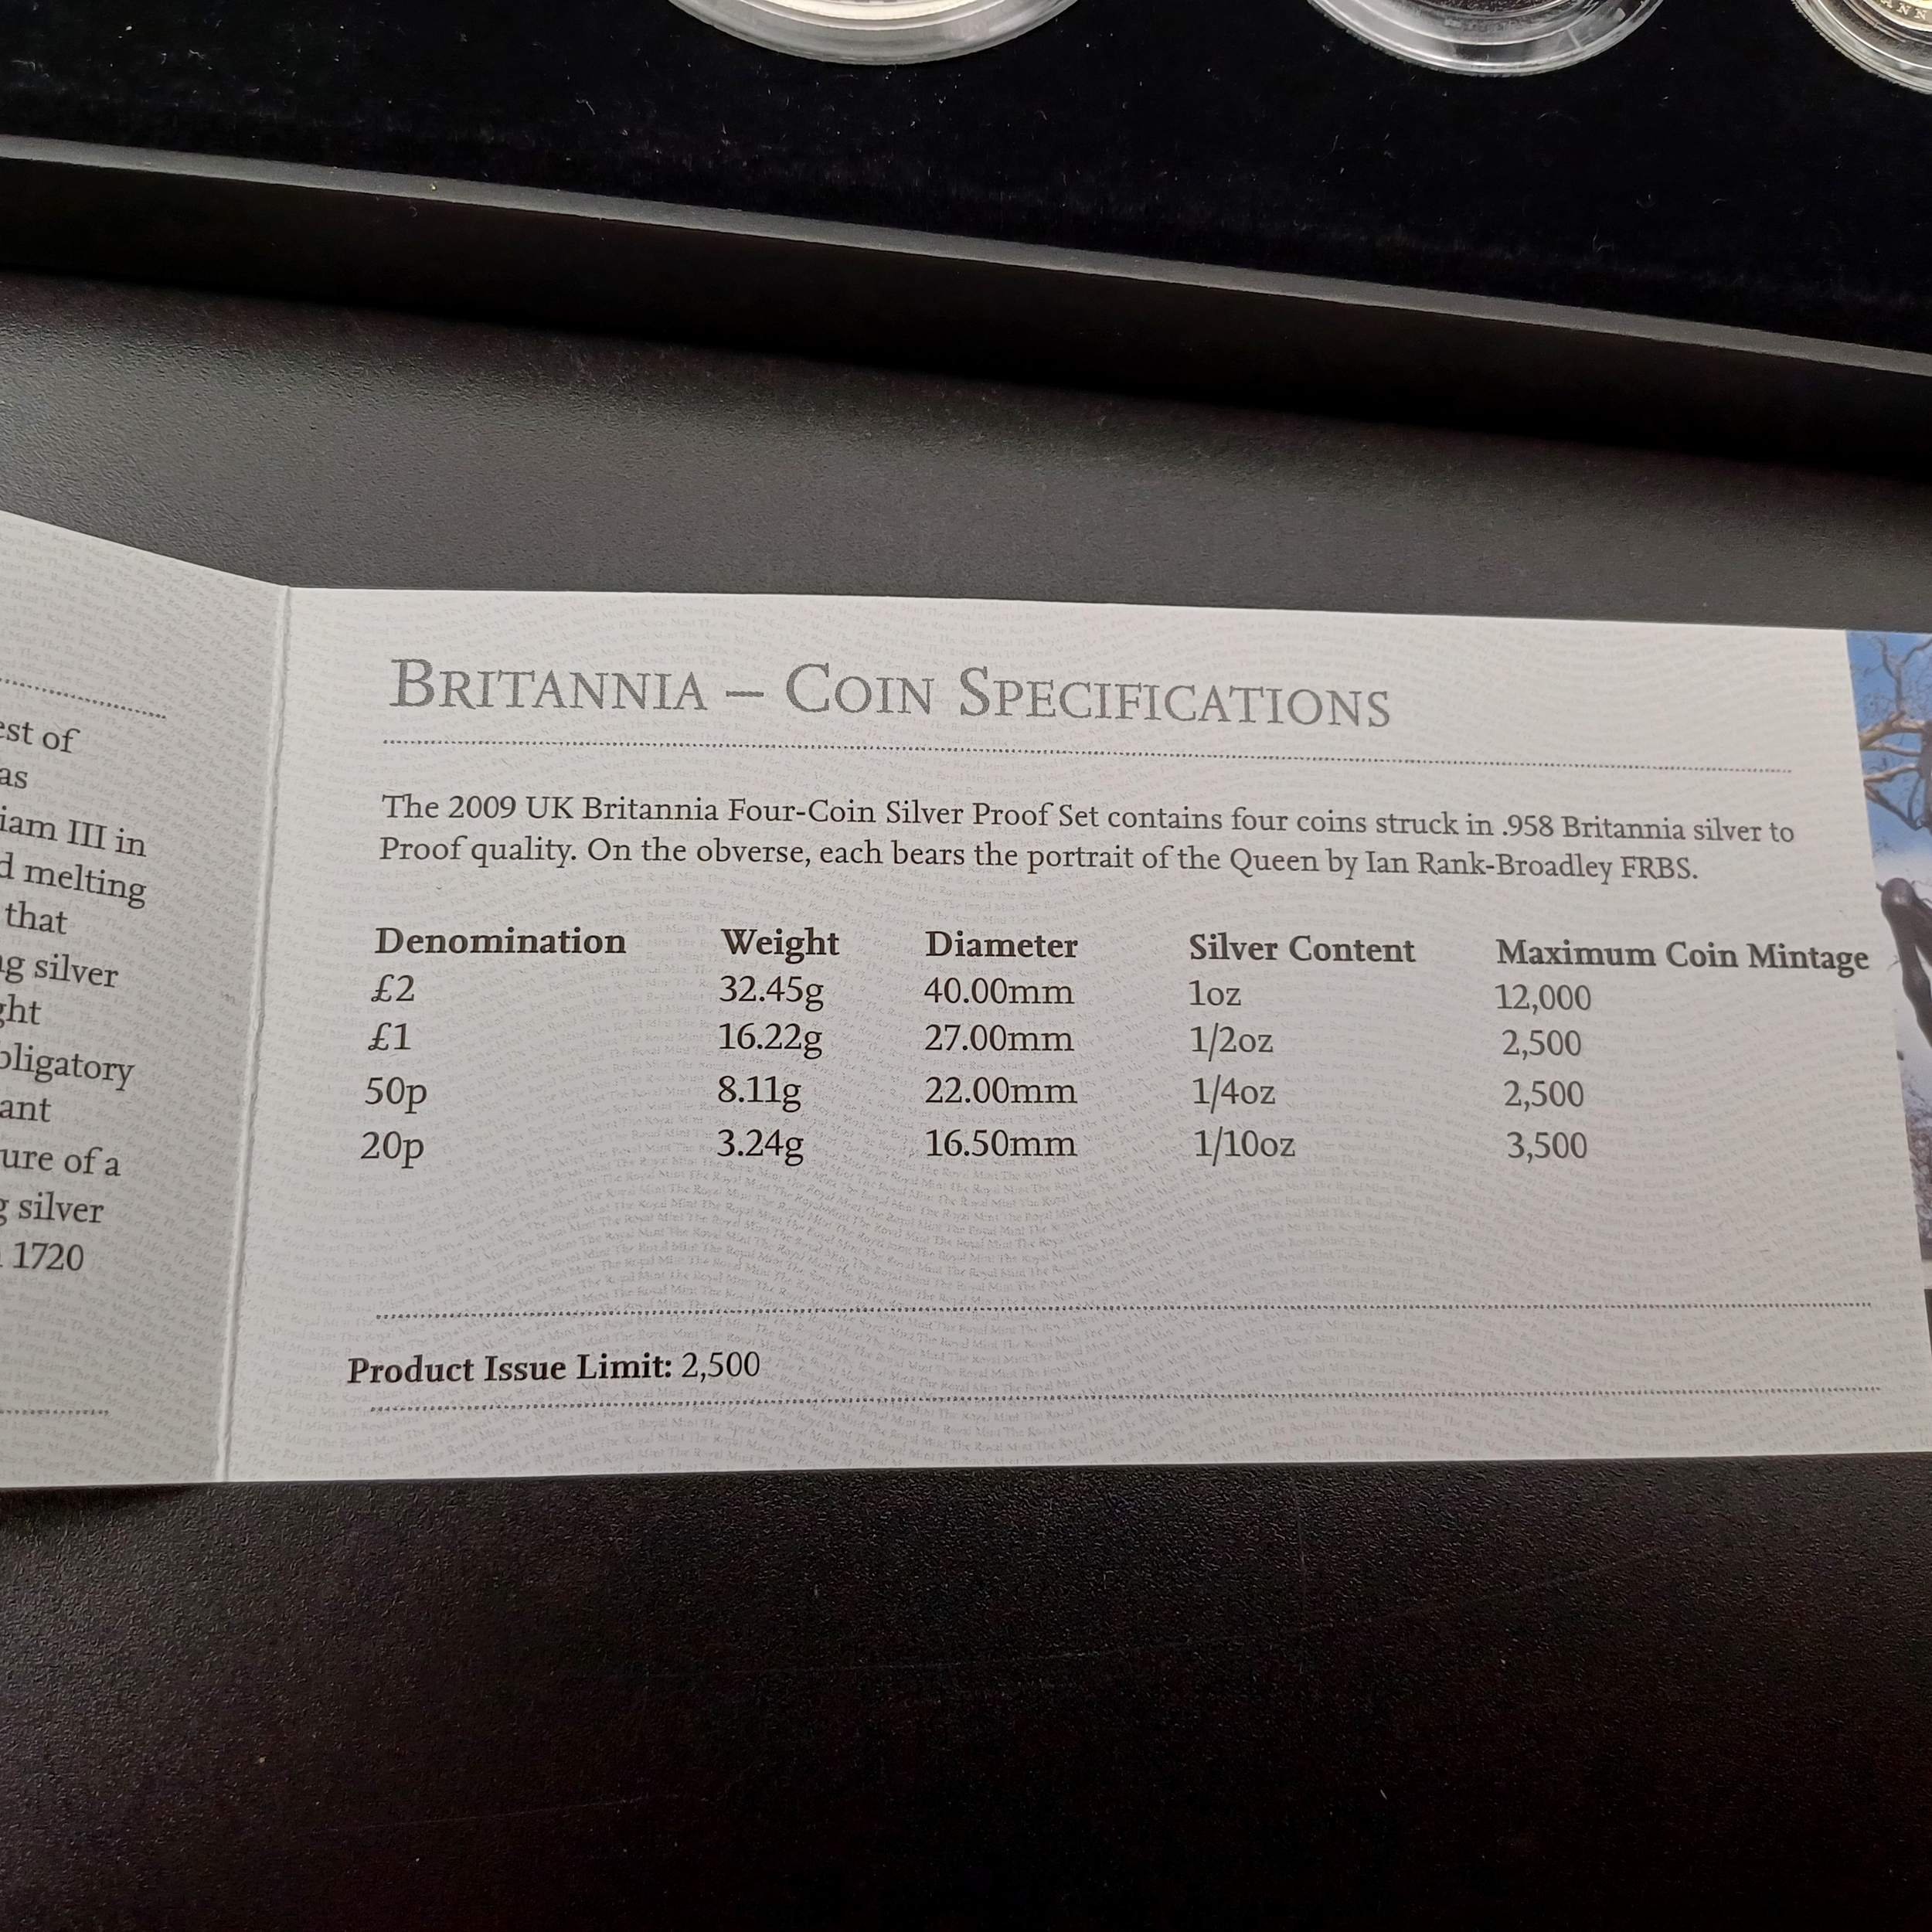 est of
as
iam III in
d melting
that
g silver
ght
bligatory
ant
ure of a
g silver
1720
BRITANNIA – COIN SPECIFICATIONS
The 2009 UK Britannia Four-Coin Silver Proof Set contains four coins struck in .958 Britannia silver to
Proof quality. On the obverse, each bears the portrait of the Queen by Ian Rank-Broadley FRBS.
Denomination Weight Diameter Silver Content Maximum Coin Mintage
£2 32.45g 40.00mm 1oz 12,000
£1 16.22g 27.00mm 1/2oz 2,500
50p 8.11g 22.00mm 1/4oz 2,500
20p 3.24g 16.50mm 1/10oz 3,500
Product Issue Limit: 2,500